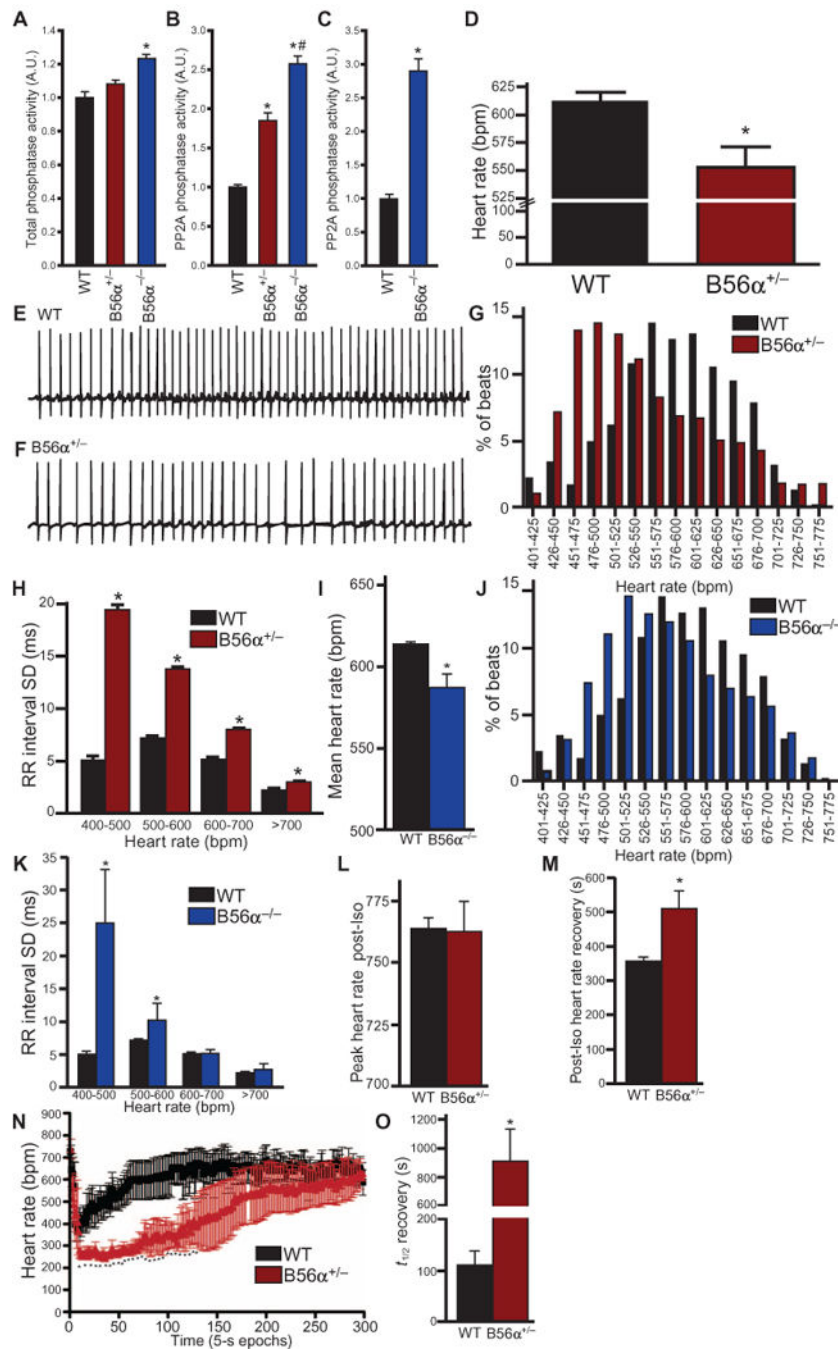 A
Total phosphatase activity (A.U.)
1.4
1.2
1.0
0.8
0.6
0.4
0.2
0.0
*
WT
B56α+/–
B56α–/–
B
PP2A phosphatase activity (A.U.)
3.0
2.5
2.0
1.5
1.0
0.5
0.0
*
*#
WT
B56α+/–
B56α–/–
C
PP2A phosphatase activity (A.U.)
3.5
3.0
2.5
2.0
1.5
1.0
0.5
0.0
*
WT
B56α–/–
D
Heart rate (bpm)
625
600
575
550
525
100
50
0
*
WT
B56α+/–
E
WT
F
B56α+/–
G
% of beats
15
10
5
0
WT
B56α+/–
401-425
426-450
451-475
476-500
501-525
526-550
551-575
576-600
601-625
626-650
651-675
676-700
701-725
726-750
751-775
Heart rate (bpm)
H
RR interval SD (ms)
20
15
10
5
0
WT
B56α+/–
*
*
*
*
400-500
500-600
600-700
>700
Heart rate (bpm)
I
Mean heart rate (bpm)
650
600
550
500
*
WT B56α–/–
J
% of beats
15
10
5
0
WT
B56α–/–
401-425
426-450
451-475
476-500
501-525
526-550
551-575
576-600
601-625
626-650
651-675
676-700
701-725
726-750
751-775
Heart rate (bpm)
K
RR interval SD (ms)
35
30
25
20
15
10
5
0
WT
B56α–/–
*
*
400-500
500-600
600-700
>700
Heart rate (bpm)
L
Peak heart rate post-Iso
775
750
725
700
WT B56α+/–
M
Post-Iso heart rate recovery (s)
600
500
400
300
200
100
0
*
WT B56α+/–
N
Heart rate (bpm)
900
800
700
600
500
400
300
200
100
0
WT
B56α+/–
0
50
100
150
200
250
300
Time (5-s epochs)
O
t1/2 recovery (s)
1200
1000
800
600
200
100
0
*
WT B56α+/–